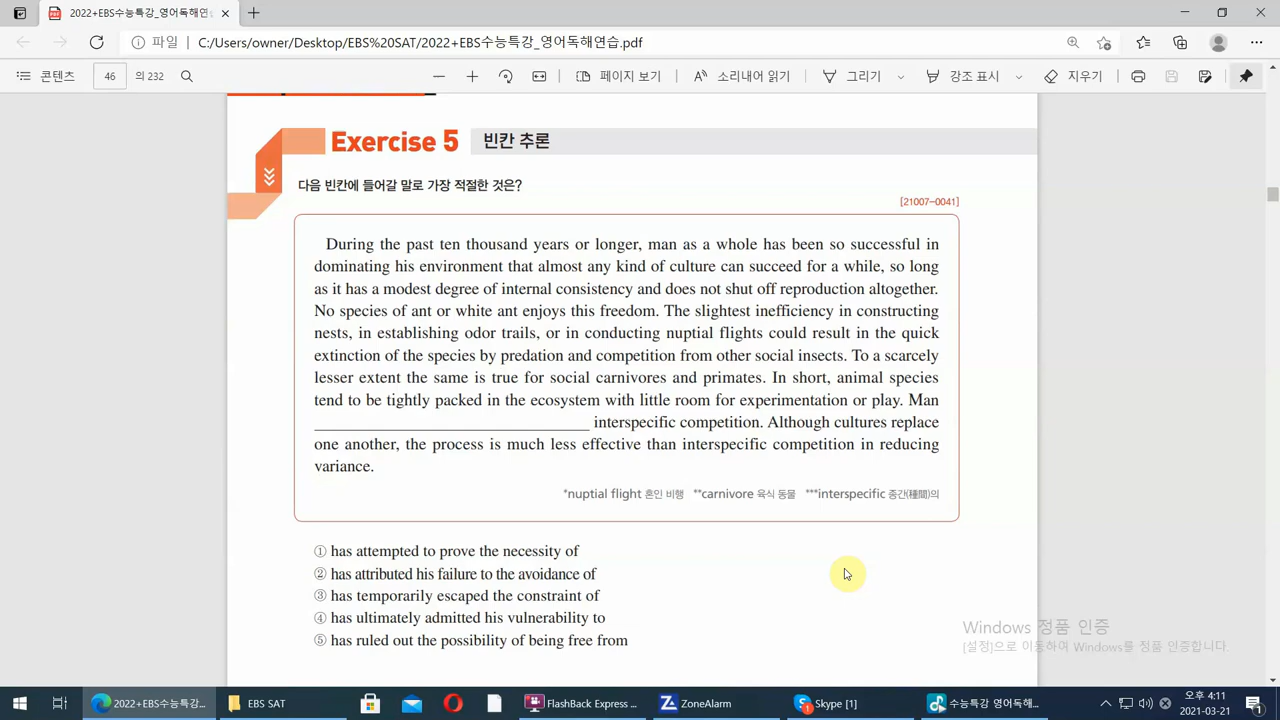 2022+EBS수능특강_영어독해연습
파일
C:/Users/owner/Desktop/EBS%20SAT/2022+EBS수능특강_영어독해연습.pdf
콘텐츠
46
의 232
페이지 보기
소리내어 읽기
그리기
강조 표시
지우기
Exercise 5
빈칸 추론
다음 빈칸에 들어갈 말로 가장 적절한 것은?
[21007-0041]
During the past ten thousand years or longer, man as a whole has been so successful in
dominating his environment that almost any kind of culture can succeed for a while, so long
as it has a modest degree of internal consistency and does not shut off reproduction altogether.
No species of ant or white ant enjoys this freedom. The slightest inefficiency in constructing
nests, in establishing odor trails, or in conducting nuptial flights could result in the quick
extinction of the species by predation and competition from other social insects. To a scarcely
lesser extent the same is true for social carnivores and primates. In short, animal species
tend to be tightly packed in the ecosystem with little room for experimentation or play. Man
_______________________________ interspecific competition. Although cultures replace
one another, the process is much less effective than interspecific competition in reducing
variance.
*nuptial flight 혼인 비행 **carnivore 육식 동물 ***interspecific 종간(種間)의
① has attempted to prove the necessity of
② has attributed his failure to the avoidance of
③ has temporarily escaped the constraint of
④ has ultimately admitted his vulnerability to
⑤ has ruled out the possibility of being free from
Windows 정품 인증
[설정]으로 이동하여 Windows를 정품 인증합니다.
2022+EBS수능특강_...
EBS SAT
FlashBack Express ...
ZoneAlarm
Skype [1]
수능특강 영어독해...
오후 4:11
2021-03-21